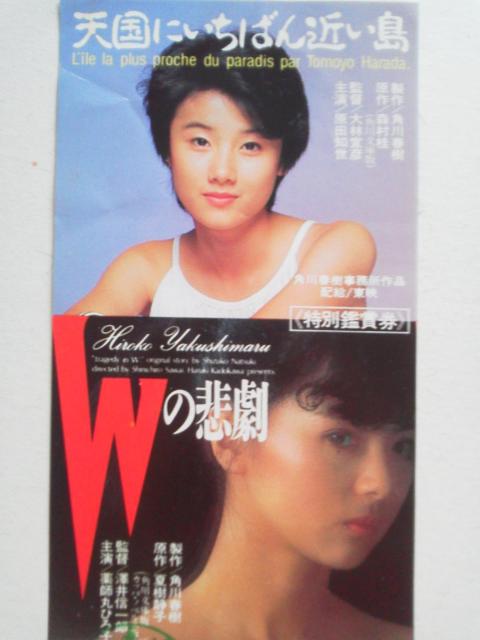 天国にいちばん近い島
L'île la plus proche du paradis par Tomoyo Harada.
製作/角川春樹
原作/森村桂
(角川文庫版)
監督/大林宣彦
主演/原田知世
角川春樹事務所作品
配給/東映
《特別鑑賞券》
Hiroko Yakushimaru
"tragedy in W" original story by Shizuko Natsuki
directed by Shinichiro Sawai. Haruki Kadokawa presents.
Wの悲劇
製作/角川春樹
原作/夏樹静子
監督/澤井信一郎
主演/薬師丸ひろ子